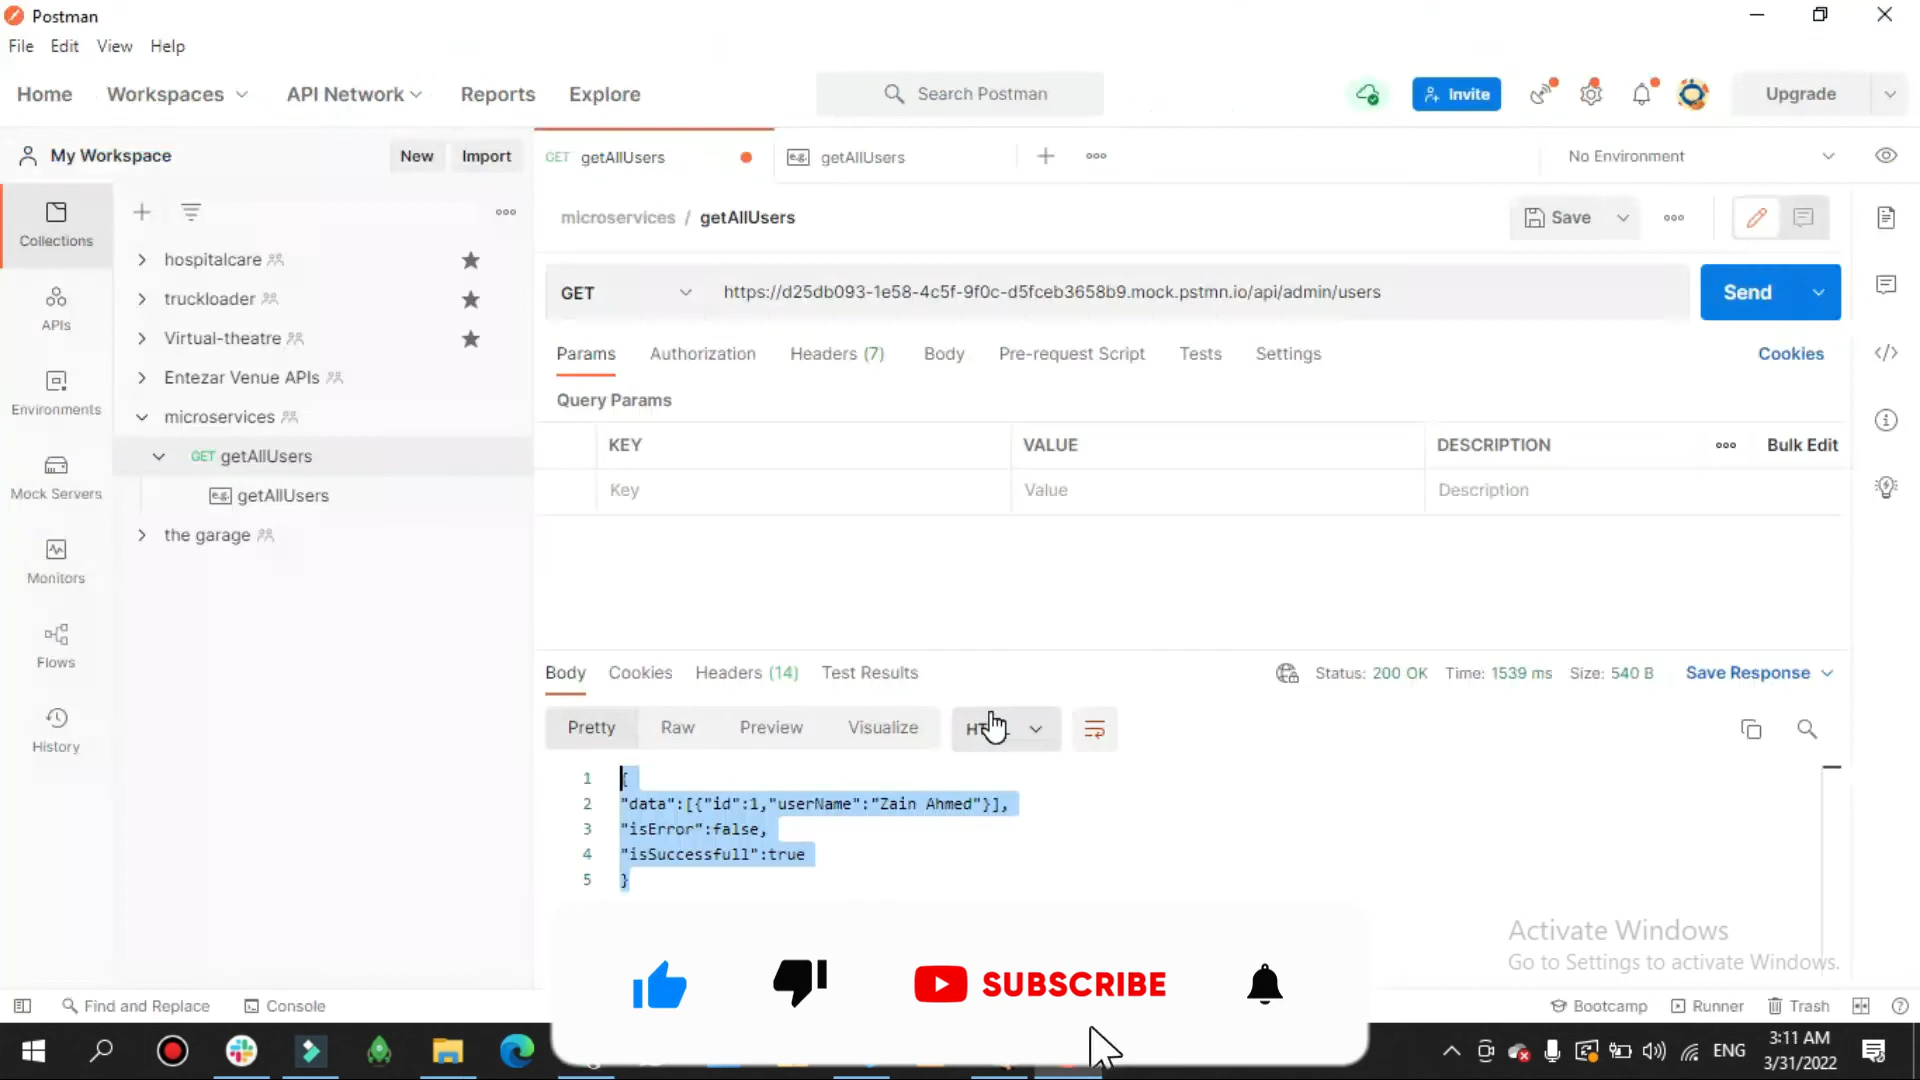 Postman
File Edit View Help
Home Workspaces API Network Reports Explore Search Postman Invite Upgrade
My Workspace New Import GET getAllUsers e.g. getAllUsers No Environment
microservices / getAllUsers Save
Collections
hospitalcare
truckloader
Virtual-theatre
Entezar Venue APIs
microservices
GET getAllUsers
e.g. getAllUsers
the garage
APIs
Environments
Mock Servers
Monitors
Flows
History
GET https://d25db093-1e58-4c5f-9f0c-d5fceb3658b9.mock.pstmn.io/api/admin/users Send
Params Authorization Headers (7) Body Pre-request Script Tests Settings Cookies
Query Params
KEY VALUE DESCRIPTION Bulk Edit
Key Value Description
Body Cookies Headers (14) Test Results Status: 200 OK Time: 1539 ms Size: 540 B Save Response
Pretty Raw Preview Visualize
1 {
2 "data":[{"id":1,"userName":"Zain Ahmed"}],
3 "isError":false,
4 "isSuccessfull":true
5 }
Activate Windows
Go to Settings to activate Windows.
SUBSCRIBE
Find and Replace Console Bootcamp Runner Trash
ENG 3:11 AM
3/31/2022